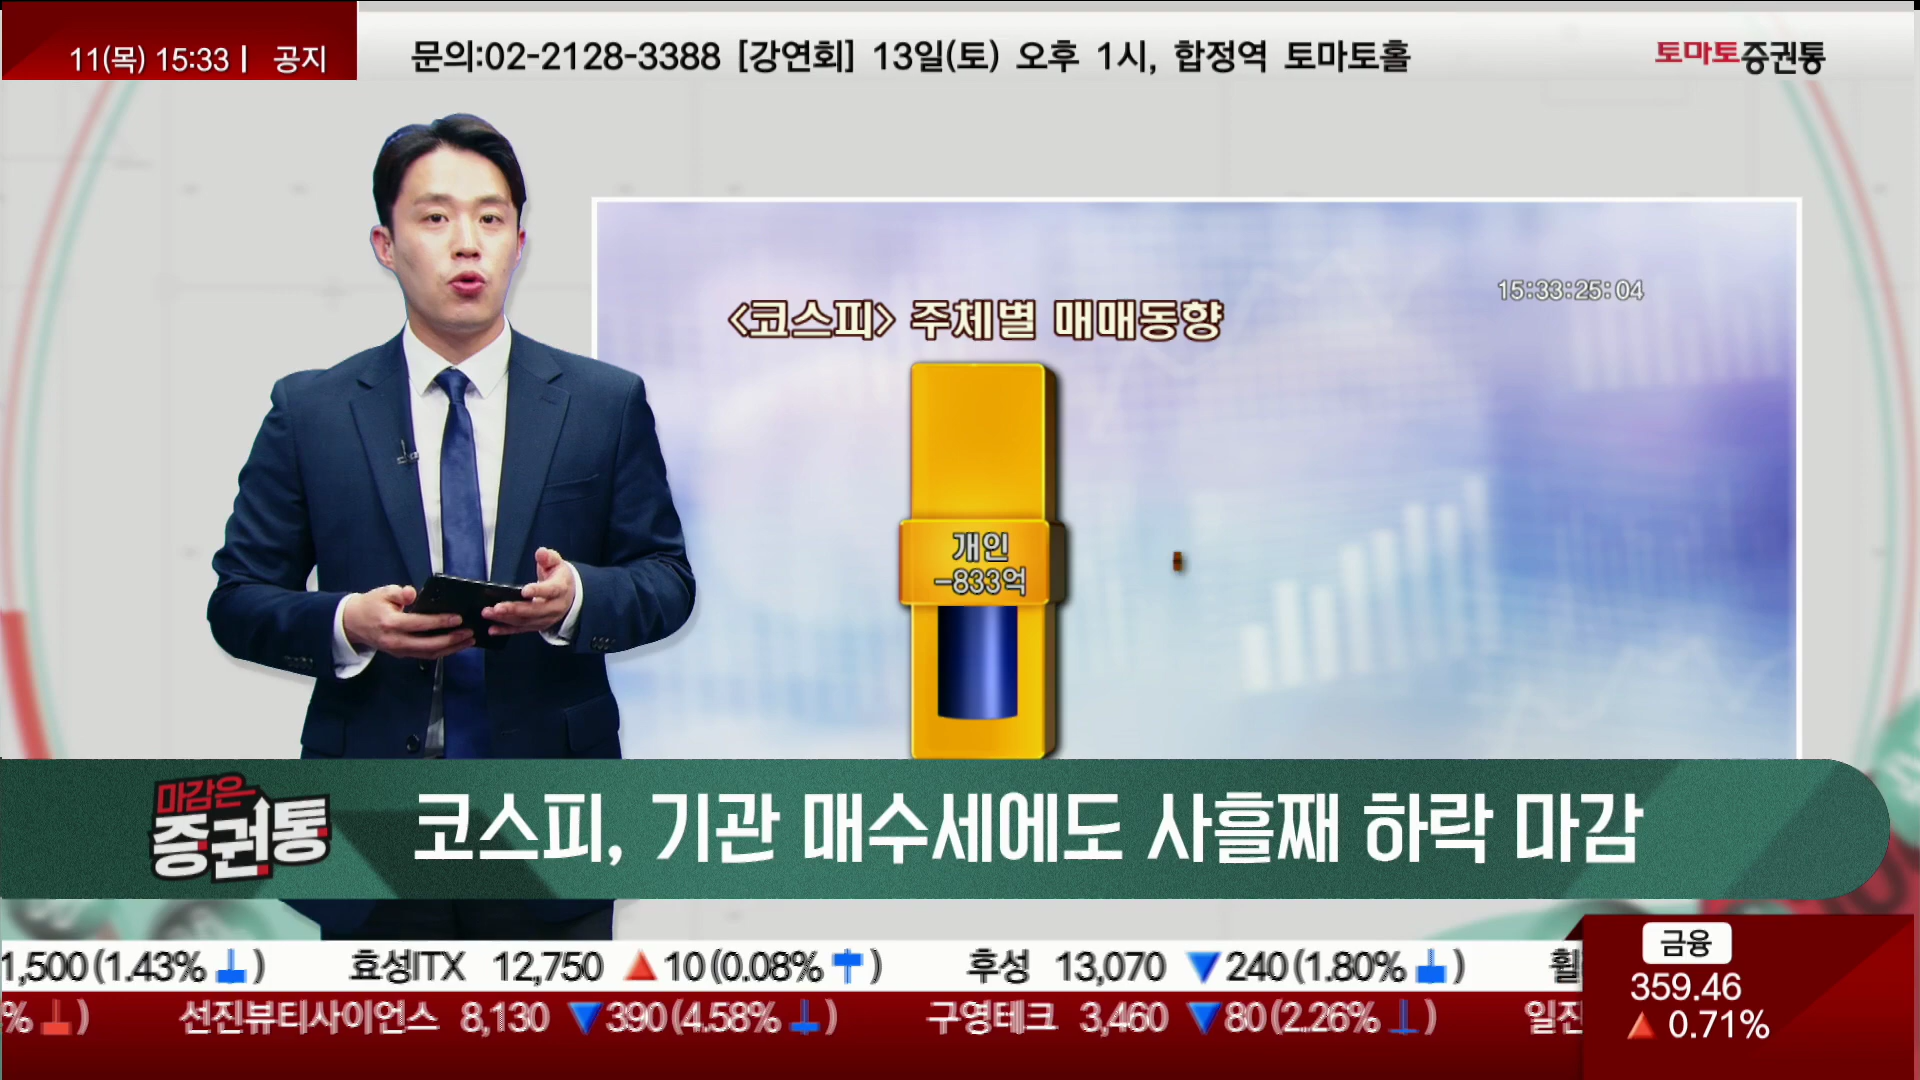 11(목) 15:33 | 공지
문의:02-2128-3388 [강연회] 13일(토) 오후 1시, 합정역 토마토홀
토마토증권통
15:33:25:04
<코스피> 주체별 매매동향
개인
-833억
마감은
증권통
코스피, 기관 매수세에도 사흘째 하락 마감
1,500(1.43% ) 효성ITX 12,750 ▲10(0.08% ) 후성 13,070 ▼240(1.80% )
% ) 선진뷰티사이언스 8,130 ▼390(4.58% ) 구영테크 3,460 ▼80(2.26% ) 일진
금융
359.46
▲ 0.71%